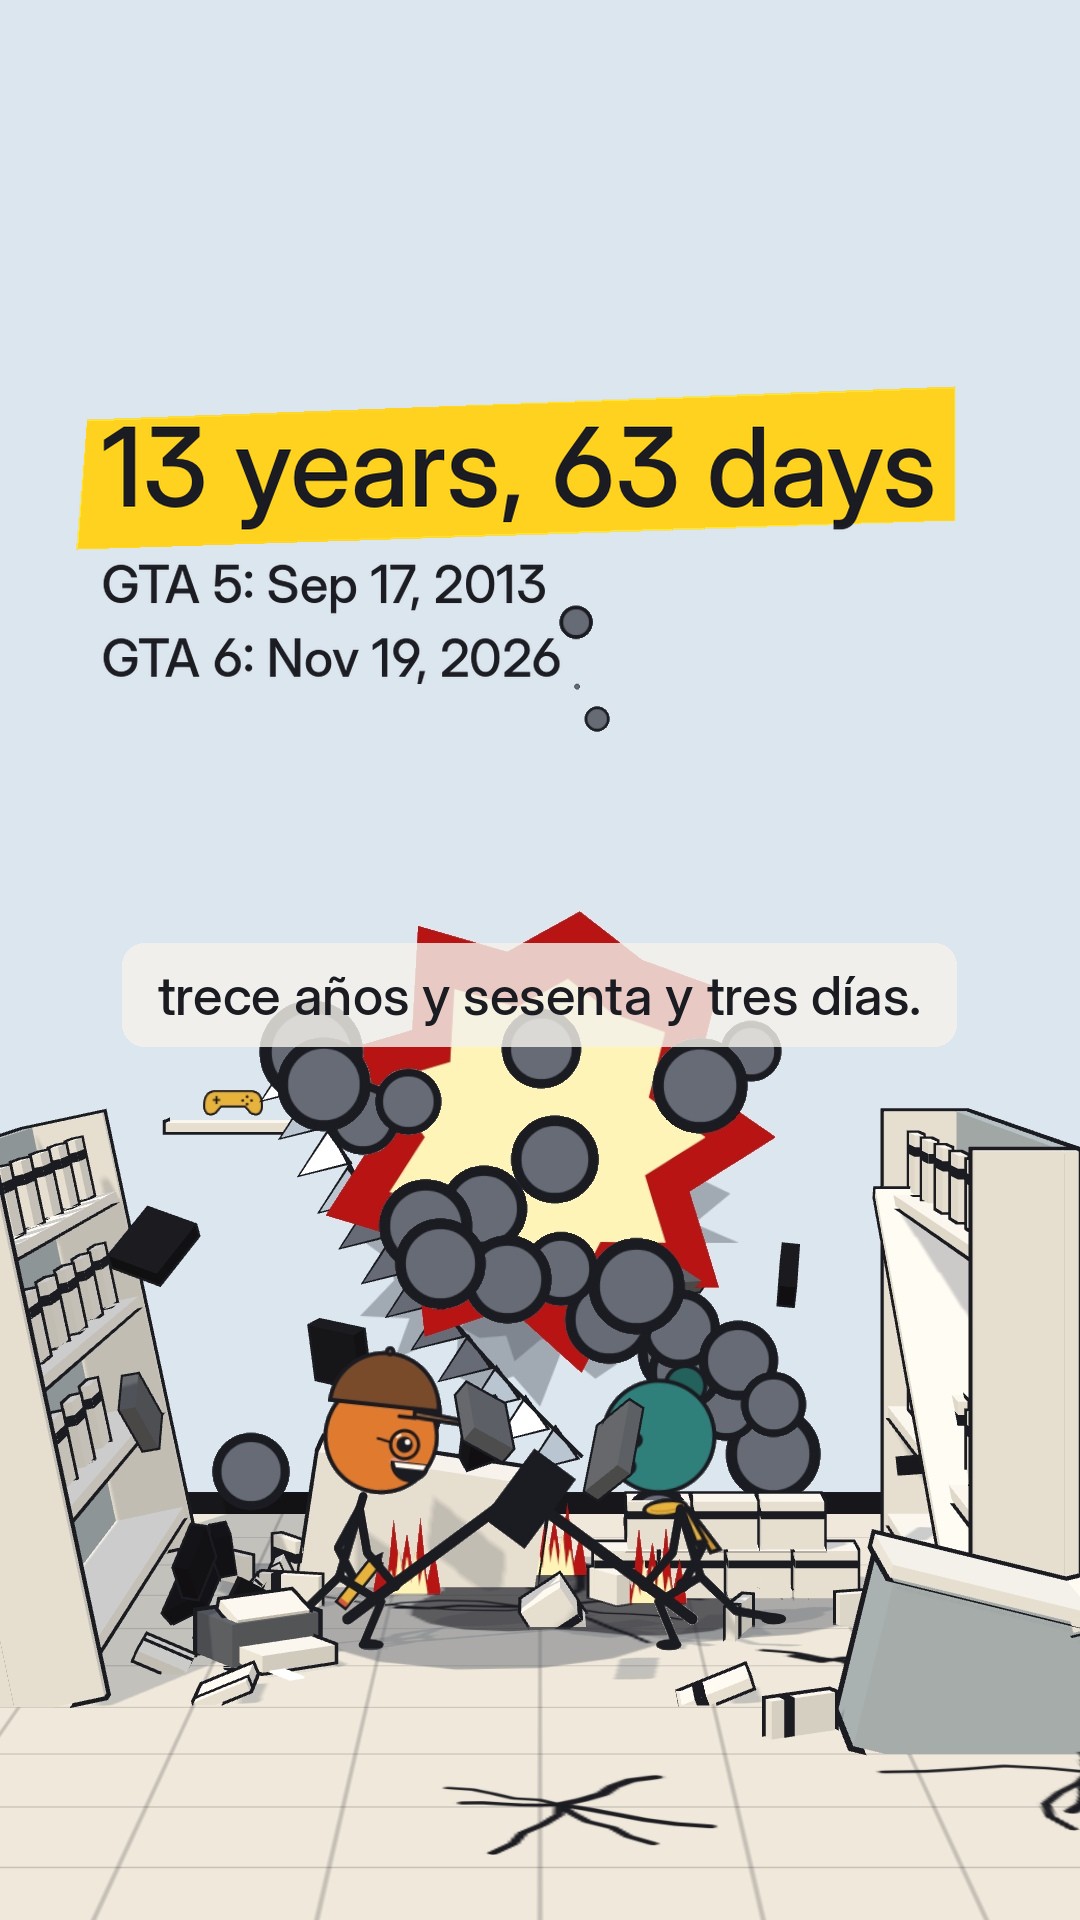 13 years, 63 days
GTA 5: Sep 17, 2013
GTA 6: Nov 19, 2026
trece años y sesenta y tres días.